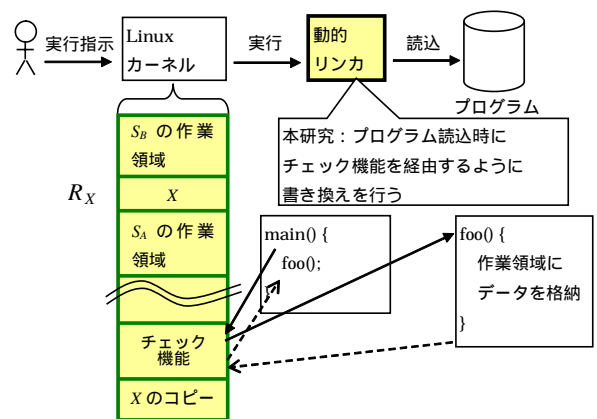 実行指示
Linux
カーネル
実行
動的
リンカ
読込
プログラム
本研究：プログラム読込時に
チェック機能を経由するように
書き換えを行う
R_X
S_B の作業
領域
X
S_A の作業
領域
チェック
機能
X のコピー
main() {
foo();
}
foo() {
作業領域に
データを格納
}